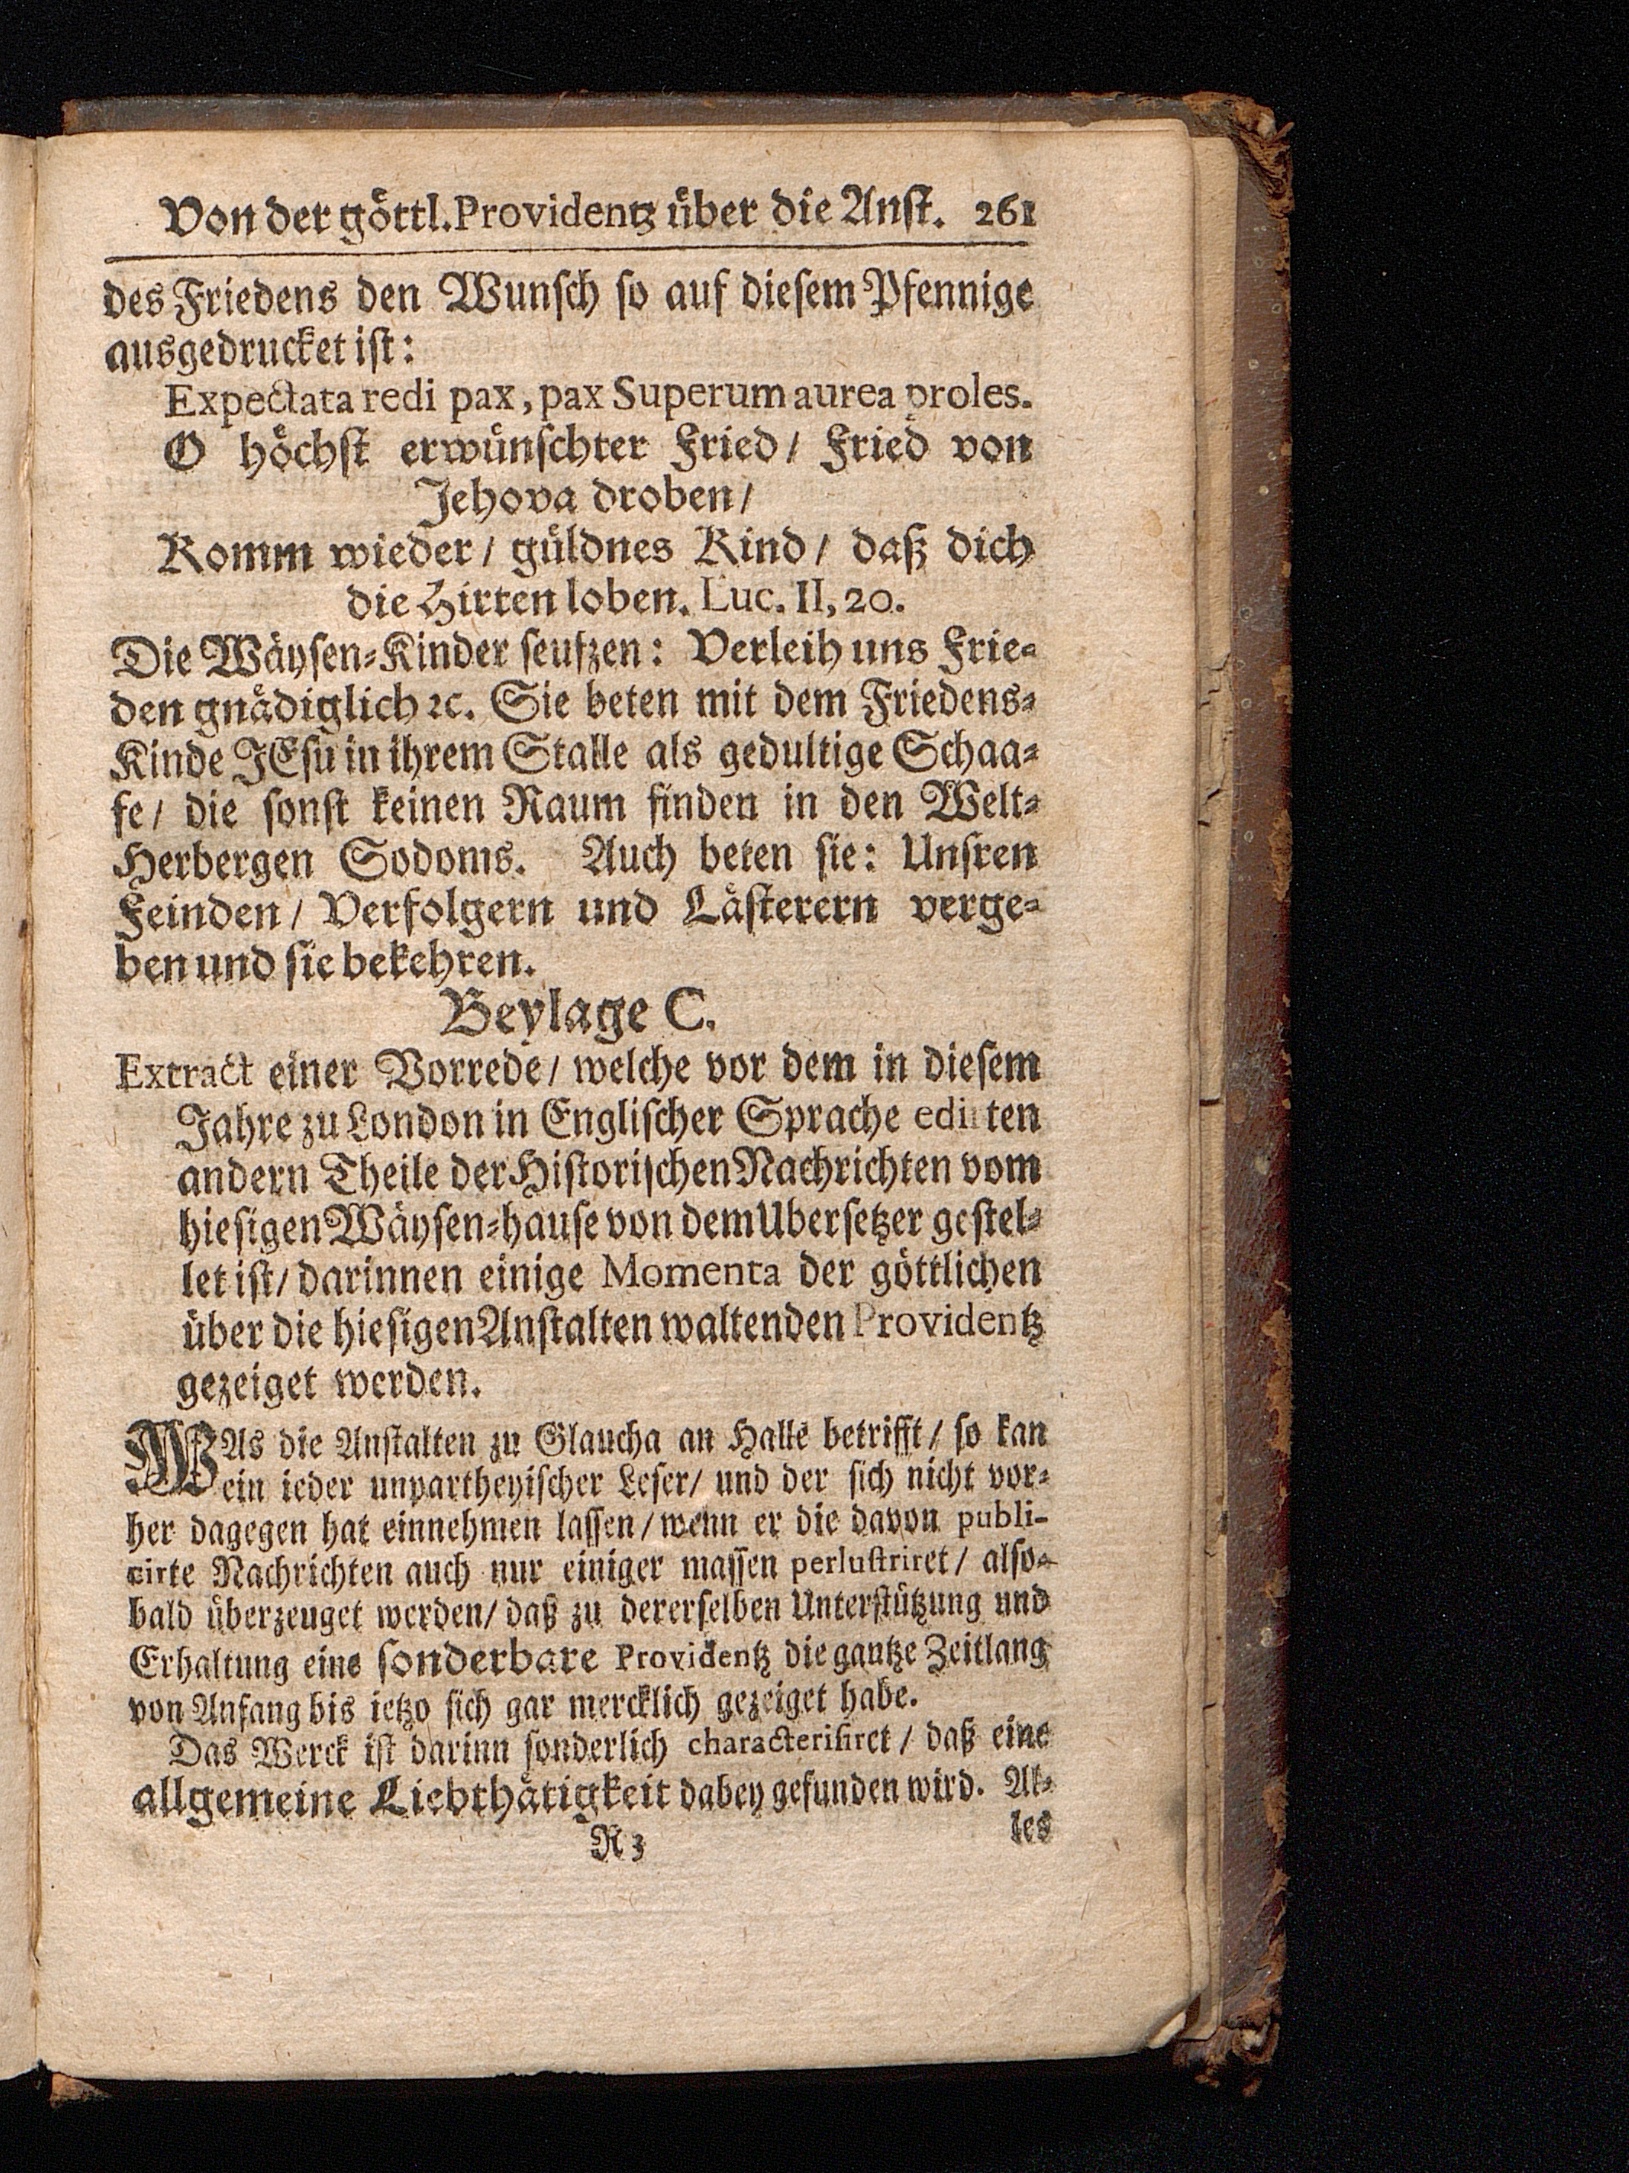 Von der göttl. Providentz über die Anst. 261
des Friedens den Wunsch so auf diesem Pfennige
ausgedrucket ist:
Expectata redi pax, pax Superum aurea proles.
O höchst erwünschter Fried / Fried von
Jehova droben /
Komm wieder / güldnes Kind / daß dich
die Hirten loben. Luc. II, 20.
Die Wäysen-Kinder seufzen: Verleih uns Frie-
den gnädiglich ꝛc. Sie beten mit dem Friedens-
Kinde JEsu in ihrem Stalle als gedultige Schaa-
fe / die sonst keinen Raum finden in den Welt-
Herbergen Sodoms. Auch beten sie: Unsren
Feinden / Verfolgern und Lästerern verge-
ben und sie bekehren.
Beylage C.
Extract einer Vorrede / welche vor dem in diesem
Jahre zu London in Englischer Sprache edirten
andern Theile der Historischen Nachrichten vom
hiesigen Wäysen-hause von dem Ubersetzer gestel-
let ist / darinnen einige Momenta der göttlichen
über die hiesigen Anstalten waltenden Providentz
gezeiget werden.
WAs die Anstalten zu Glaucha an Halle betrifft / so kan
ein ieder unpartheyischer Leser / und der sich nicht vor-
her dagegen hat einnehmen lassen / wenn er die davon publi-
cirte Nachrichten auch nur einiger massen perlustriret / also-
bald überzeuget werden / daß zu dererselben Unterstützung und
Erhaltung eine sonderbare Providentz die gantze Zeitlang
von Anfang bis ietzo sich gar mercklich gezeiget habe.
Das Werck ist darinn sonderlich characterisiret / daß eine
allgemeine Liebthätigkeit dabey gefunden wird. Al-
R 3
les